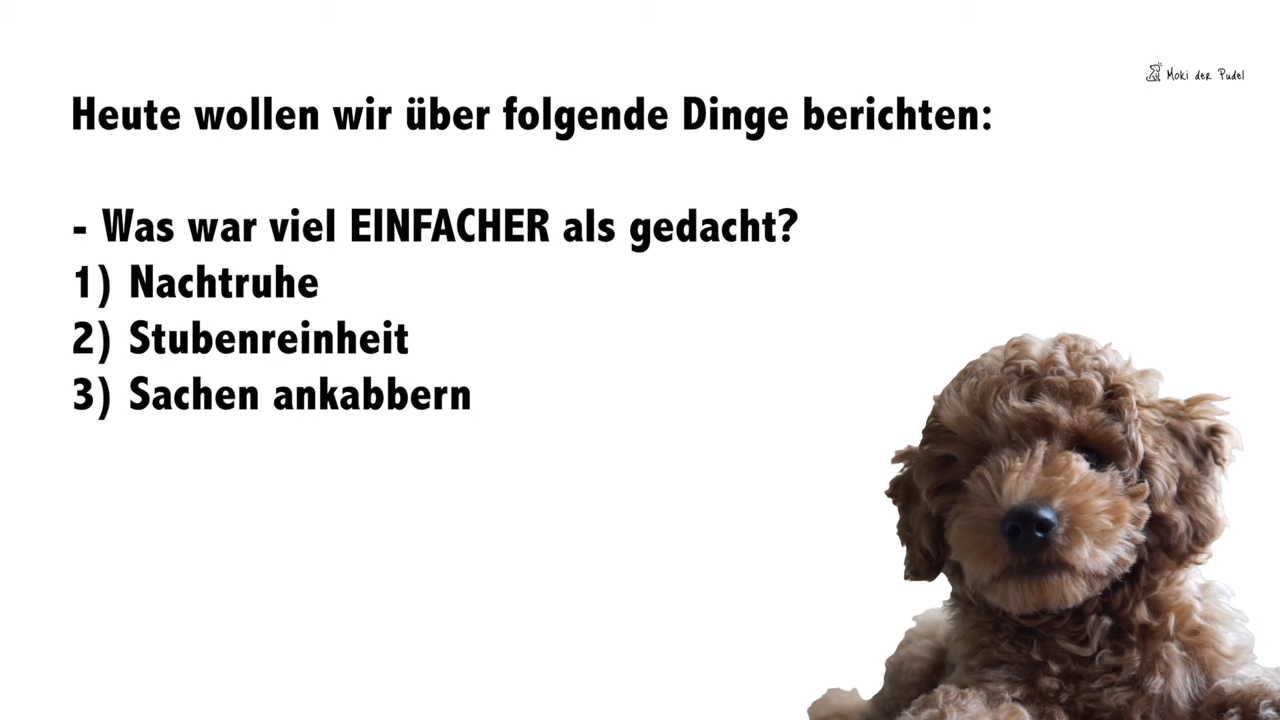 Moki der Pudel
Heute wollen wir über folgende Dinge berichten:
- Was war viel EINFACHER als gedacht?
1) Nachtruhe
2) Stubenreinheit
3) Sachen ankabbern